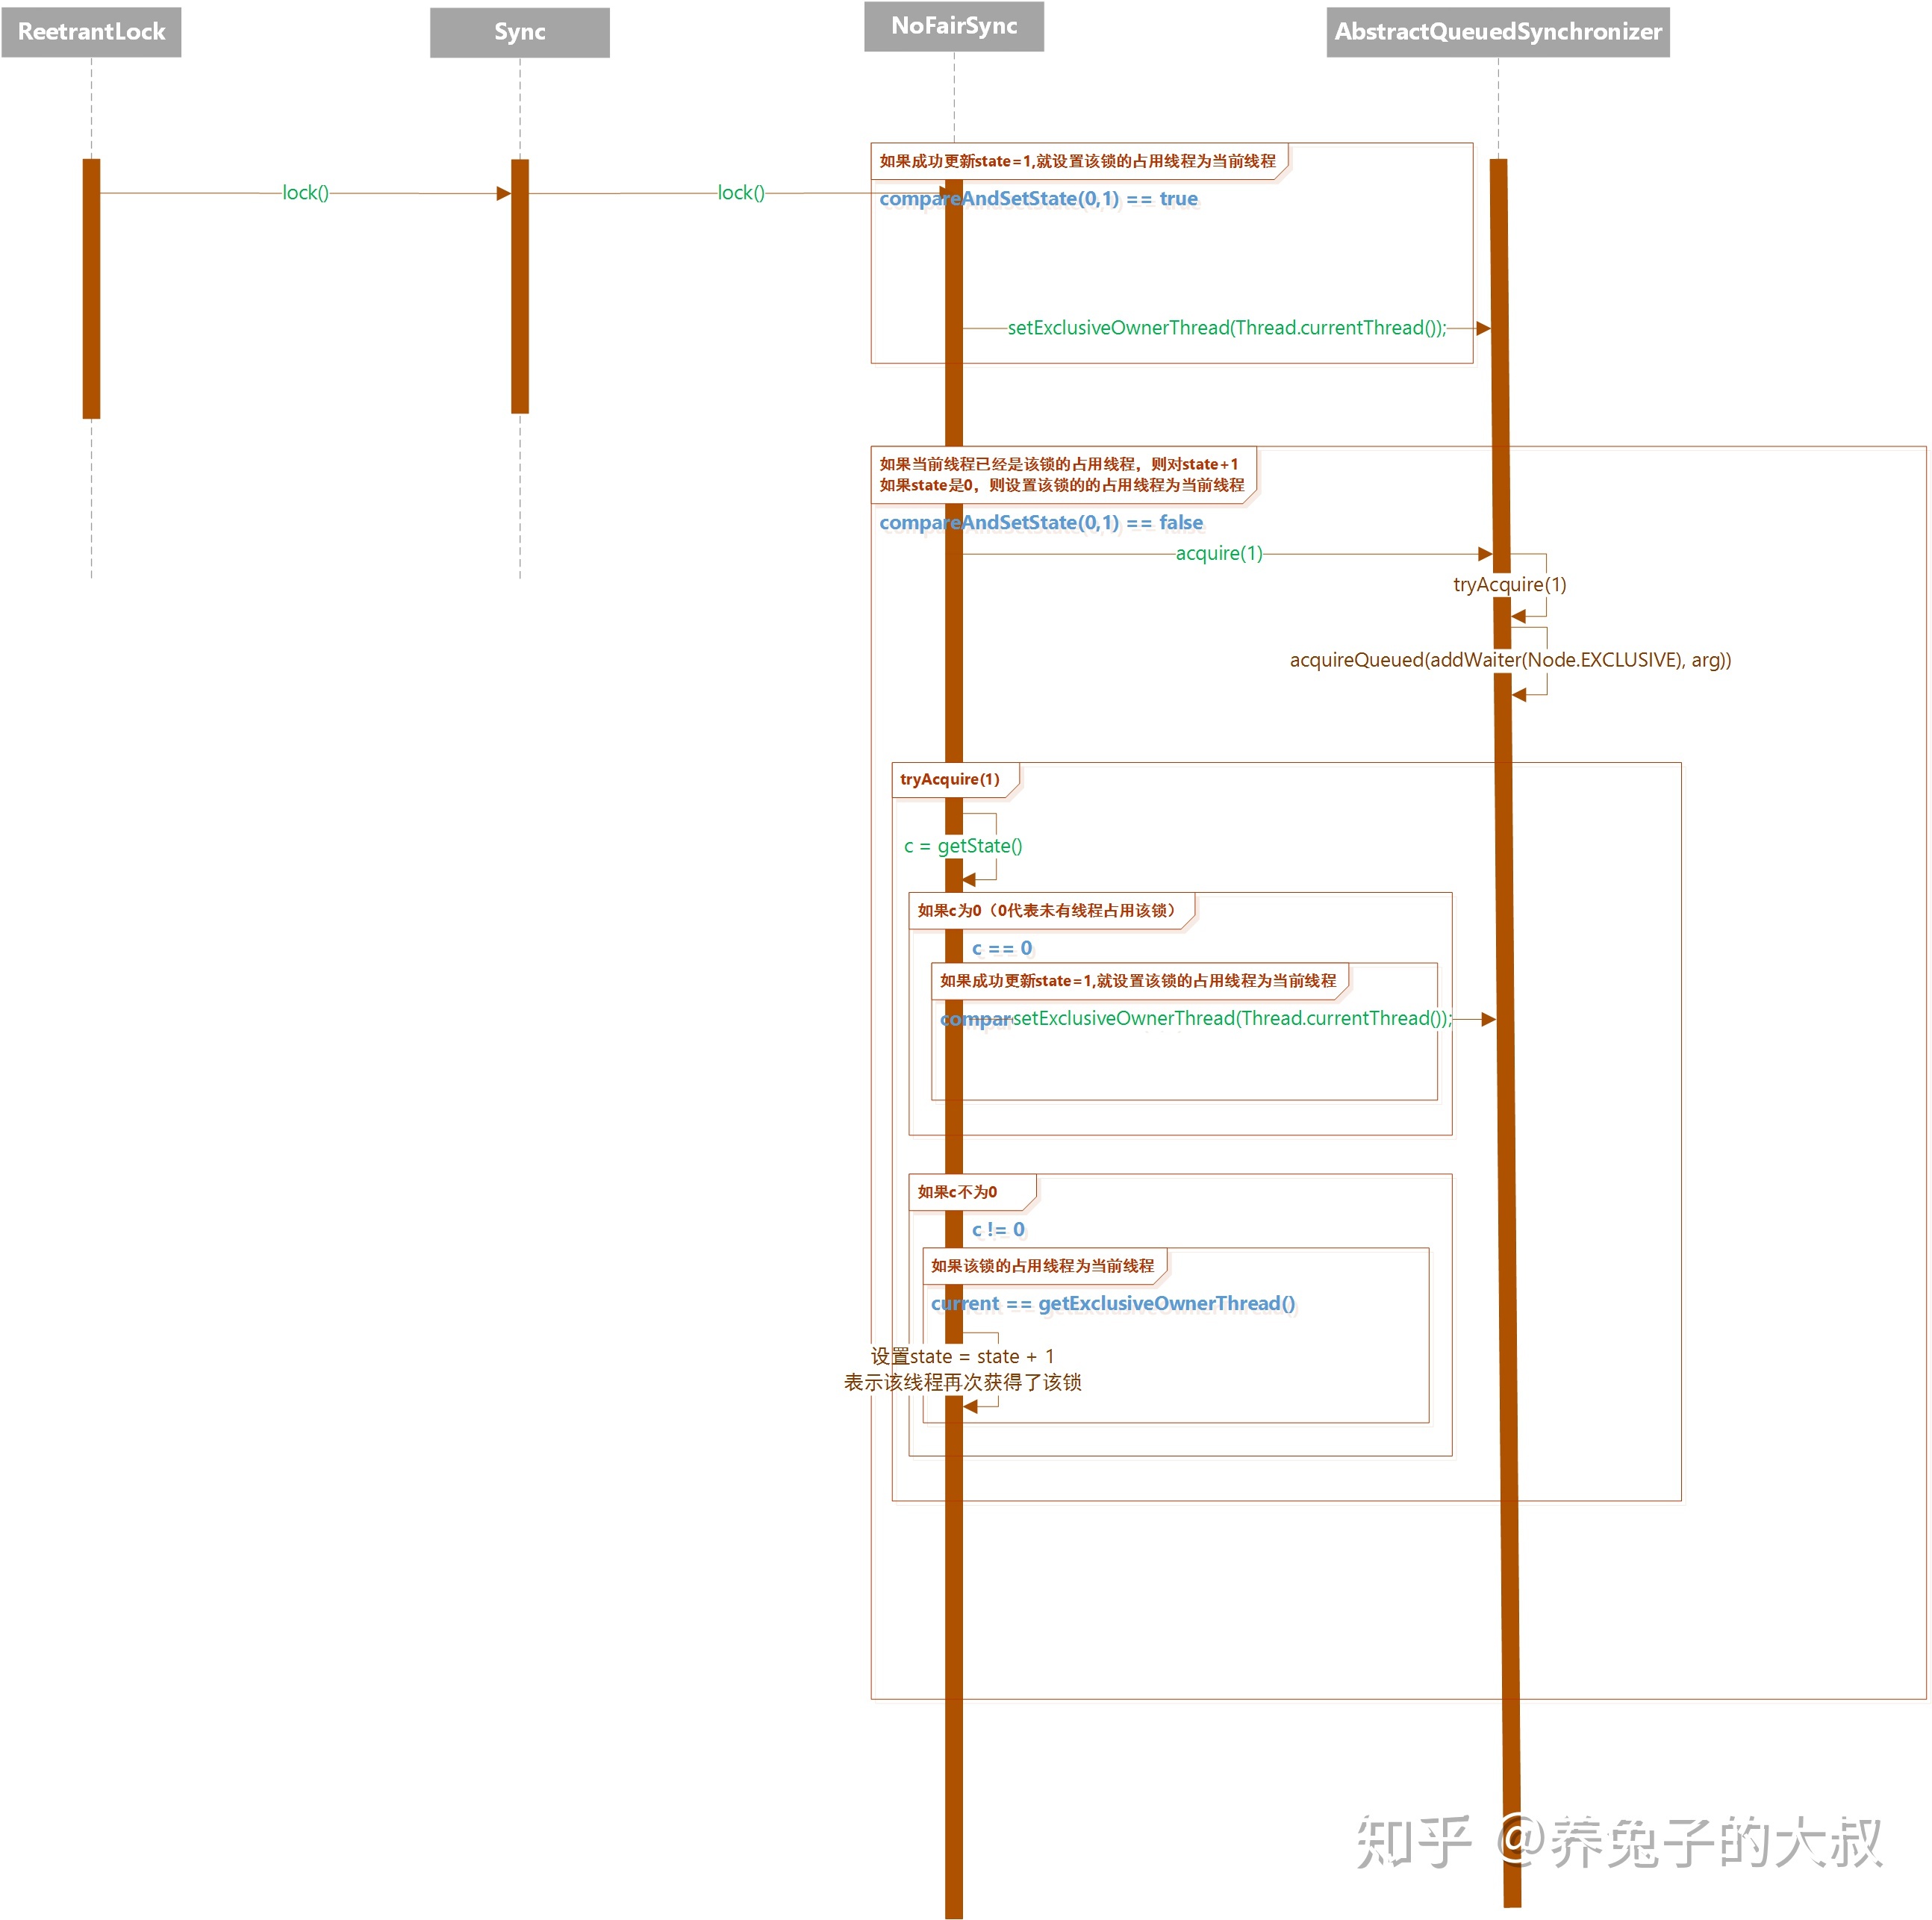 ReetrantLock
Sync
NoFairSync
AbstractQueuedSynchronizer
如果成功更新state=1,就设置该锁的占用线程为当前线程
lock()
lock()
compareAndSetState(0,1) == true
setExclusiveOwnerThread(Thread.currentThread());
如果当前线程已经是该锁的占用线程，则对state+1
如果state是0，则设置该锁的的占用线程为当前线程
compareAndSetState(0,1) == false
acquire(1)
tryAcquire(1)
acquireQueued(addWaiter(Node.EXCLUSIVE), arg))
tryAcquire(1)
c = getState()
如果c为0（0代表未有线程占用该锁）
c == 0
如果成功更新state=1,就设置该锁的占用线程为当前线程
compar
setExclusiveOwnerThread(Thread.currentThread());
如果c不为0
c != 0
如果该锁的占用线程为当前线程
current == getExclusiveOwnerThread()
设置state = state + 1
表示该线程再次获得了该锁
知乎 @养兔子的大叔